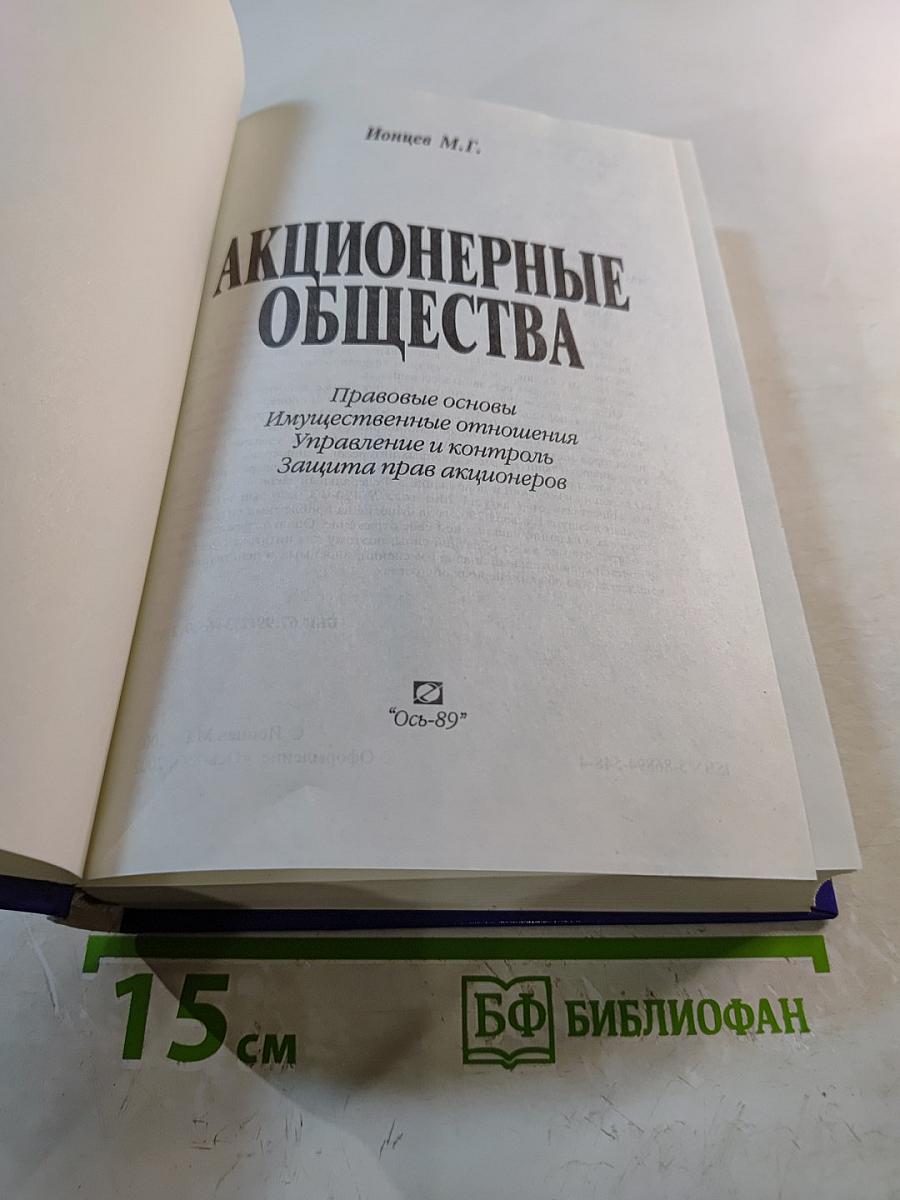 Ионцев М.Г.
АКЦИОНЕРНЫЕ
ОБЩЕСТВА
Правовые основы
Имущественные отношения
Управление и контроль
Защита прав акционеров
"Ось-89"
15 см
БФ БИБЛИОФАН